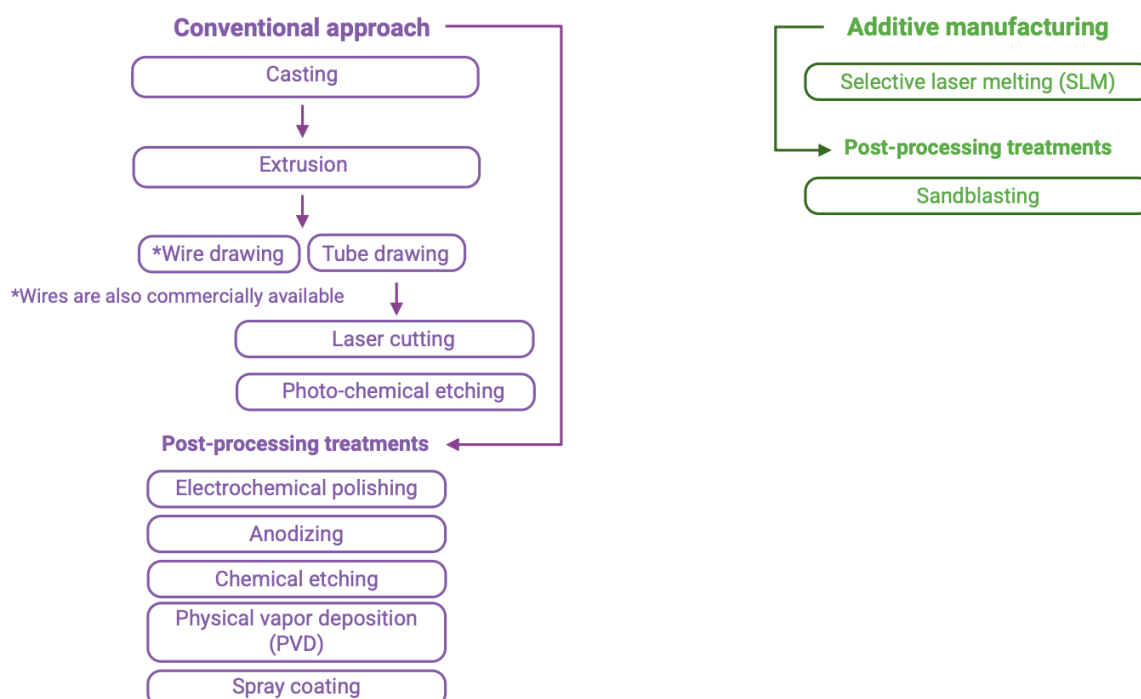 Conventional approach
Casting
Extrusion
*Wire drawing
Tube drawing
*Wires are also commercially available
Laser cutting
Photo-chemical etching
Post-processing treatments
Electrochemical polishing
Anodizing
Chemical etching
Physical vapor deposition
(PVD)
Spray coating
Additive manufacturing
Selective laser melting (SLM)
Post-processing treatments
Sandblasting